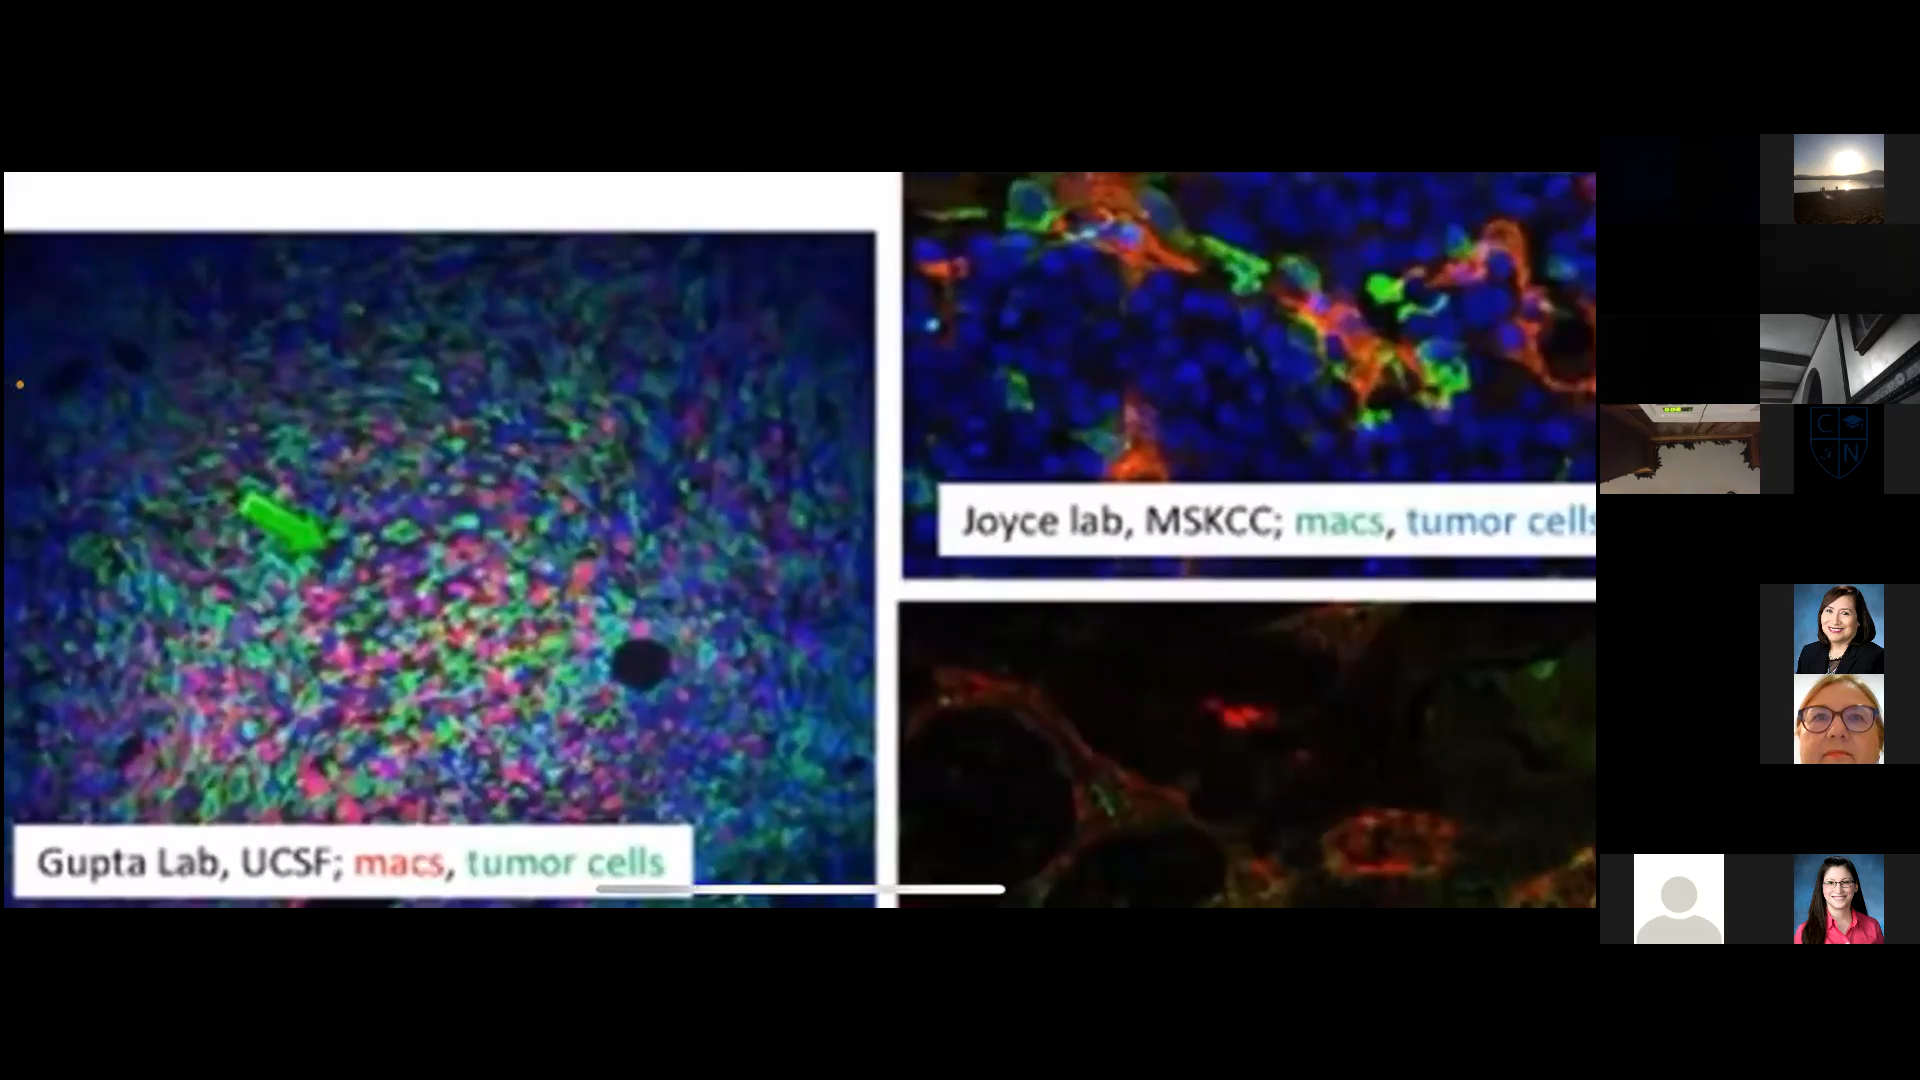 Joyce lab, MSKCC; macs, tumor cells
Gupta Lab, UCSF; macs, tumor cells
C
N